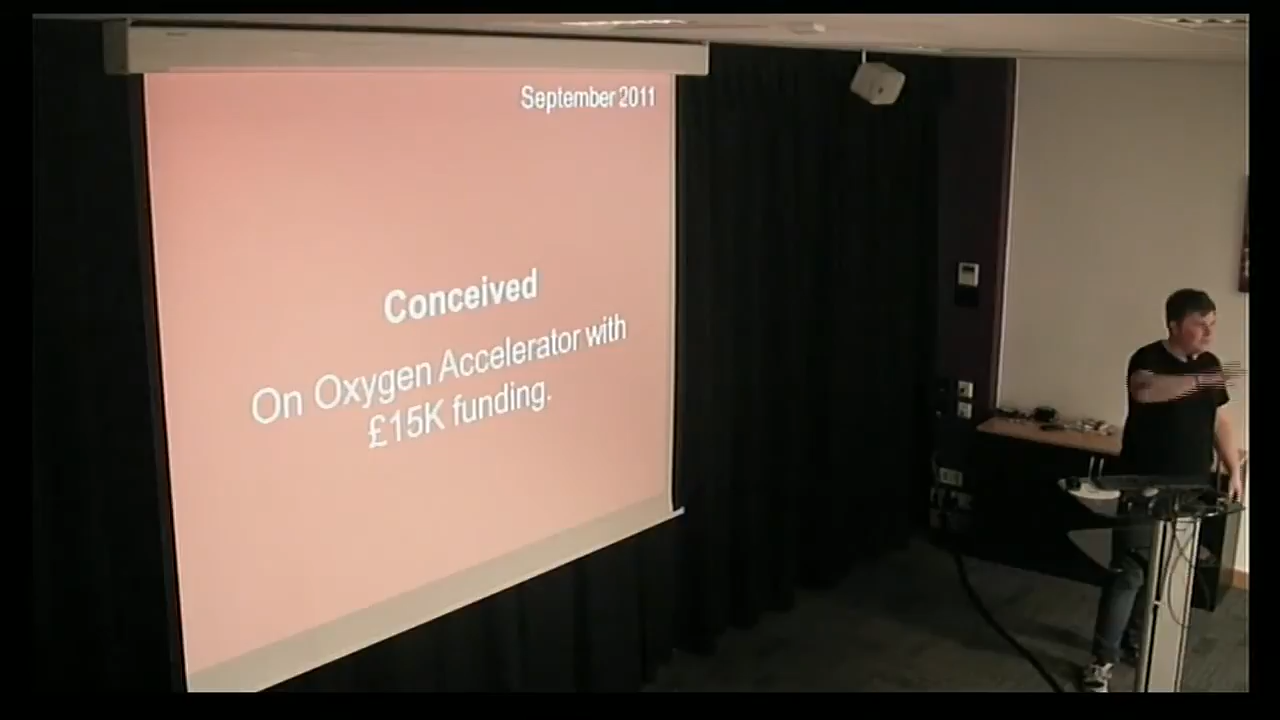 September 2011
Conceived
On Oxygen Accelerator with
£15K funding.